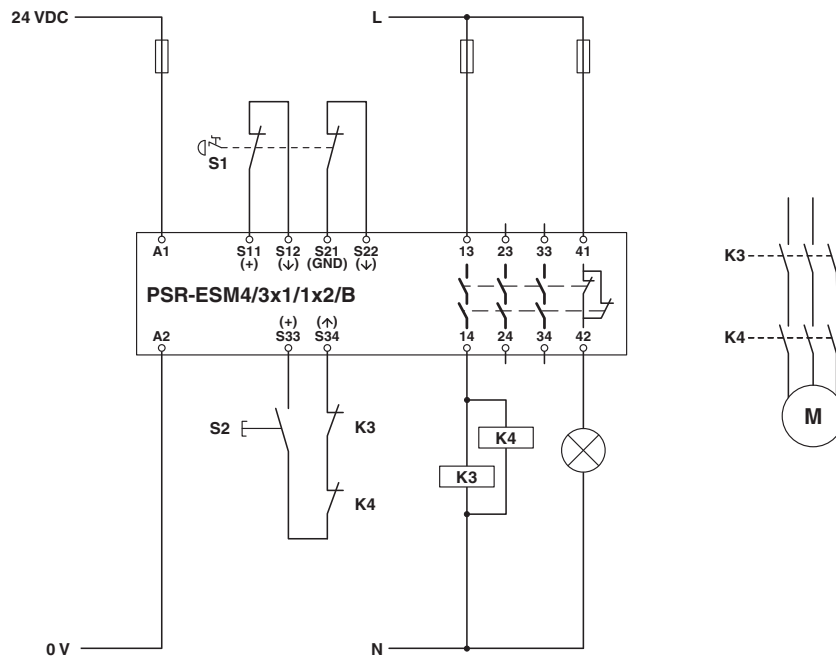 24 VDC
L
S1
A1
S11
(+)
S12
(↓)
S21
(GND)
S22
(↓)
13
23
33
41
PSR-ESM4/3x1/1x2/B
A2
(+)
S33
(↑)
S34
14
24
34
42
K3
K4
M
S2
K3
K4
K4
K3
0 V
N